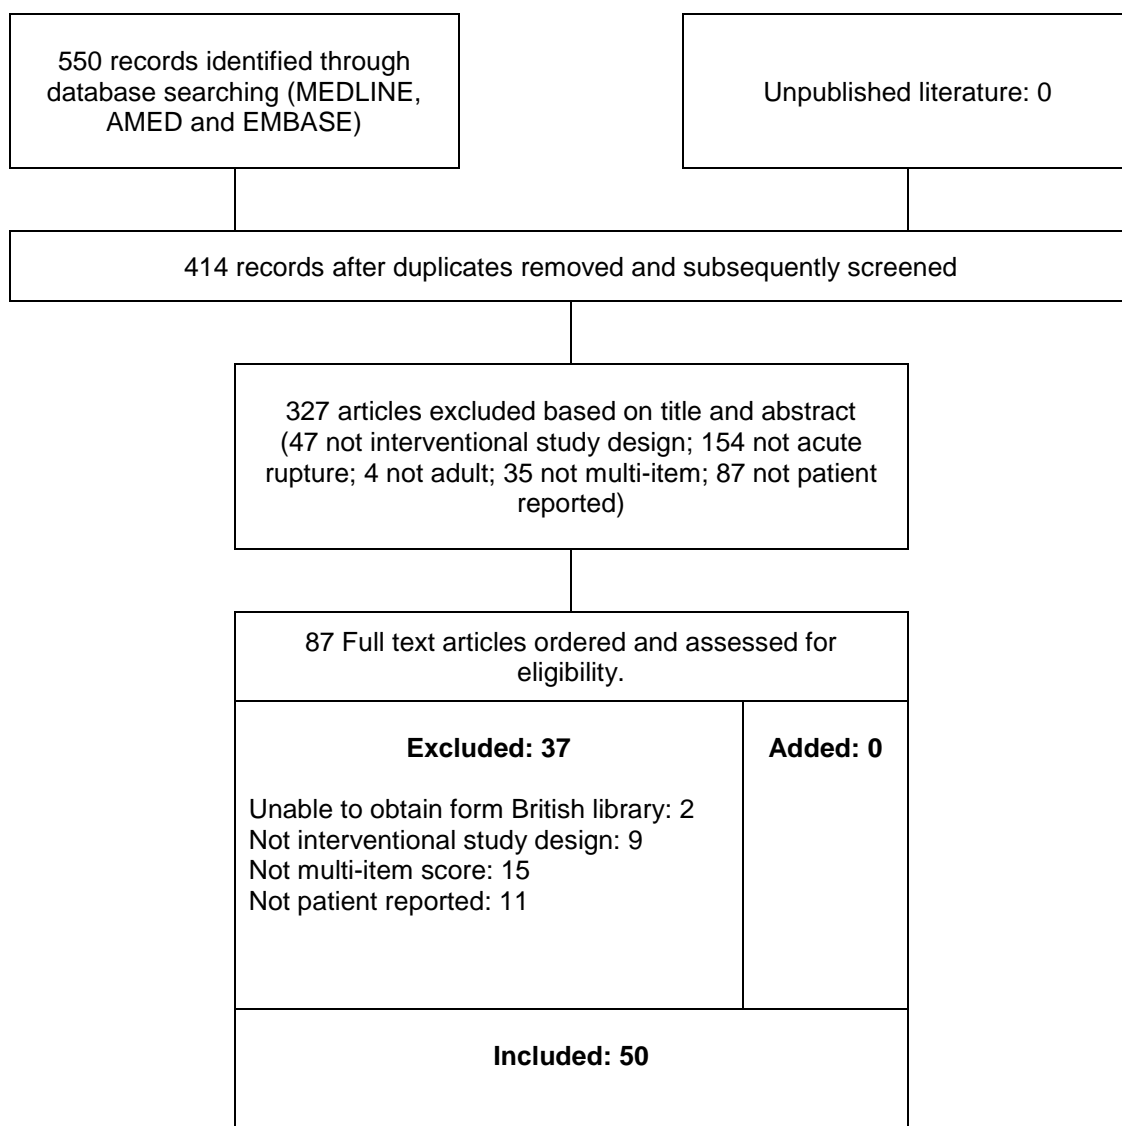 550 records identified through
database searching (MEDLINE,
AMED and EMBASE)
Unpublished literature: 0
414 records after duplicates removed and subsequently screened
327 articles excluded based on title and abstract
(47 not interventional study design; 154 not acute
rupture; 4 not adult; 35 not multi-item; 87 not patient
reported)
87 Full text articles ordered and assessed for
eligibility.
Excluded: 37
Unable to obtain form British library: 2
Not interventional study design: 9
Not multi-item score: 15
Not patient reported: 11
Added: 0
Included: 50